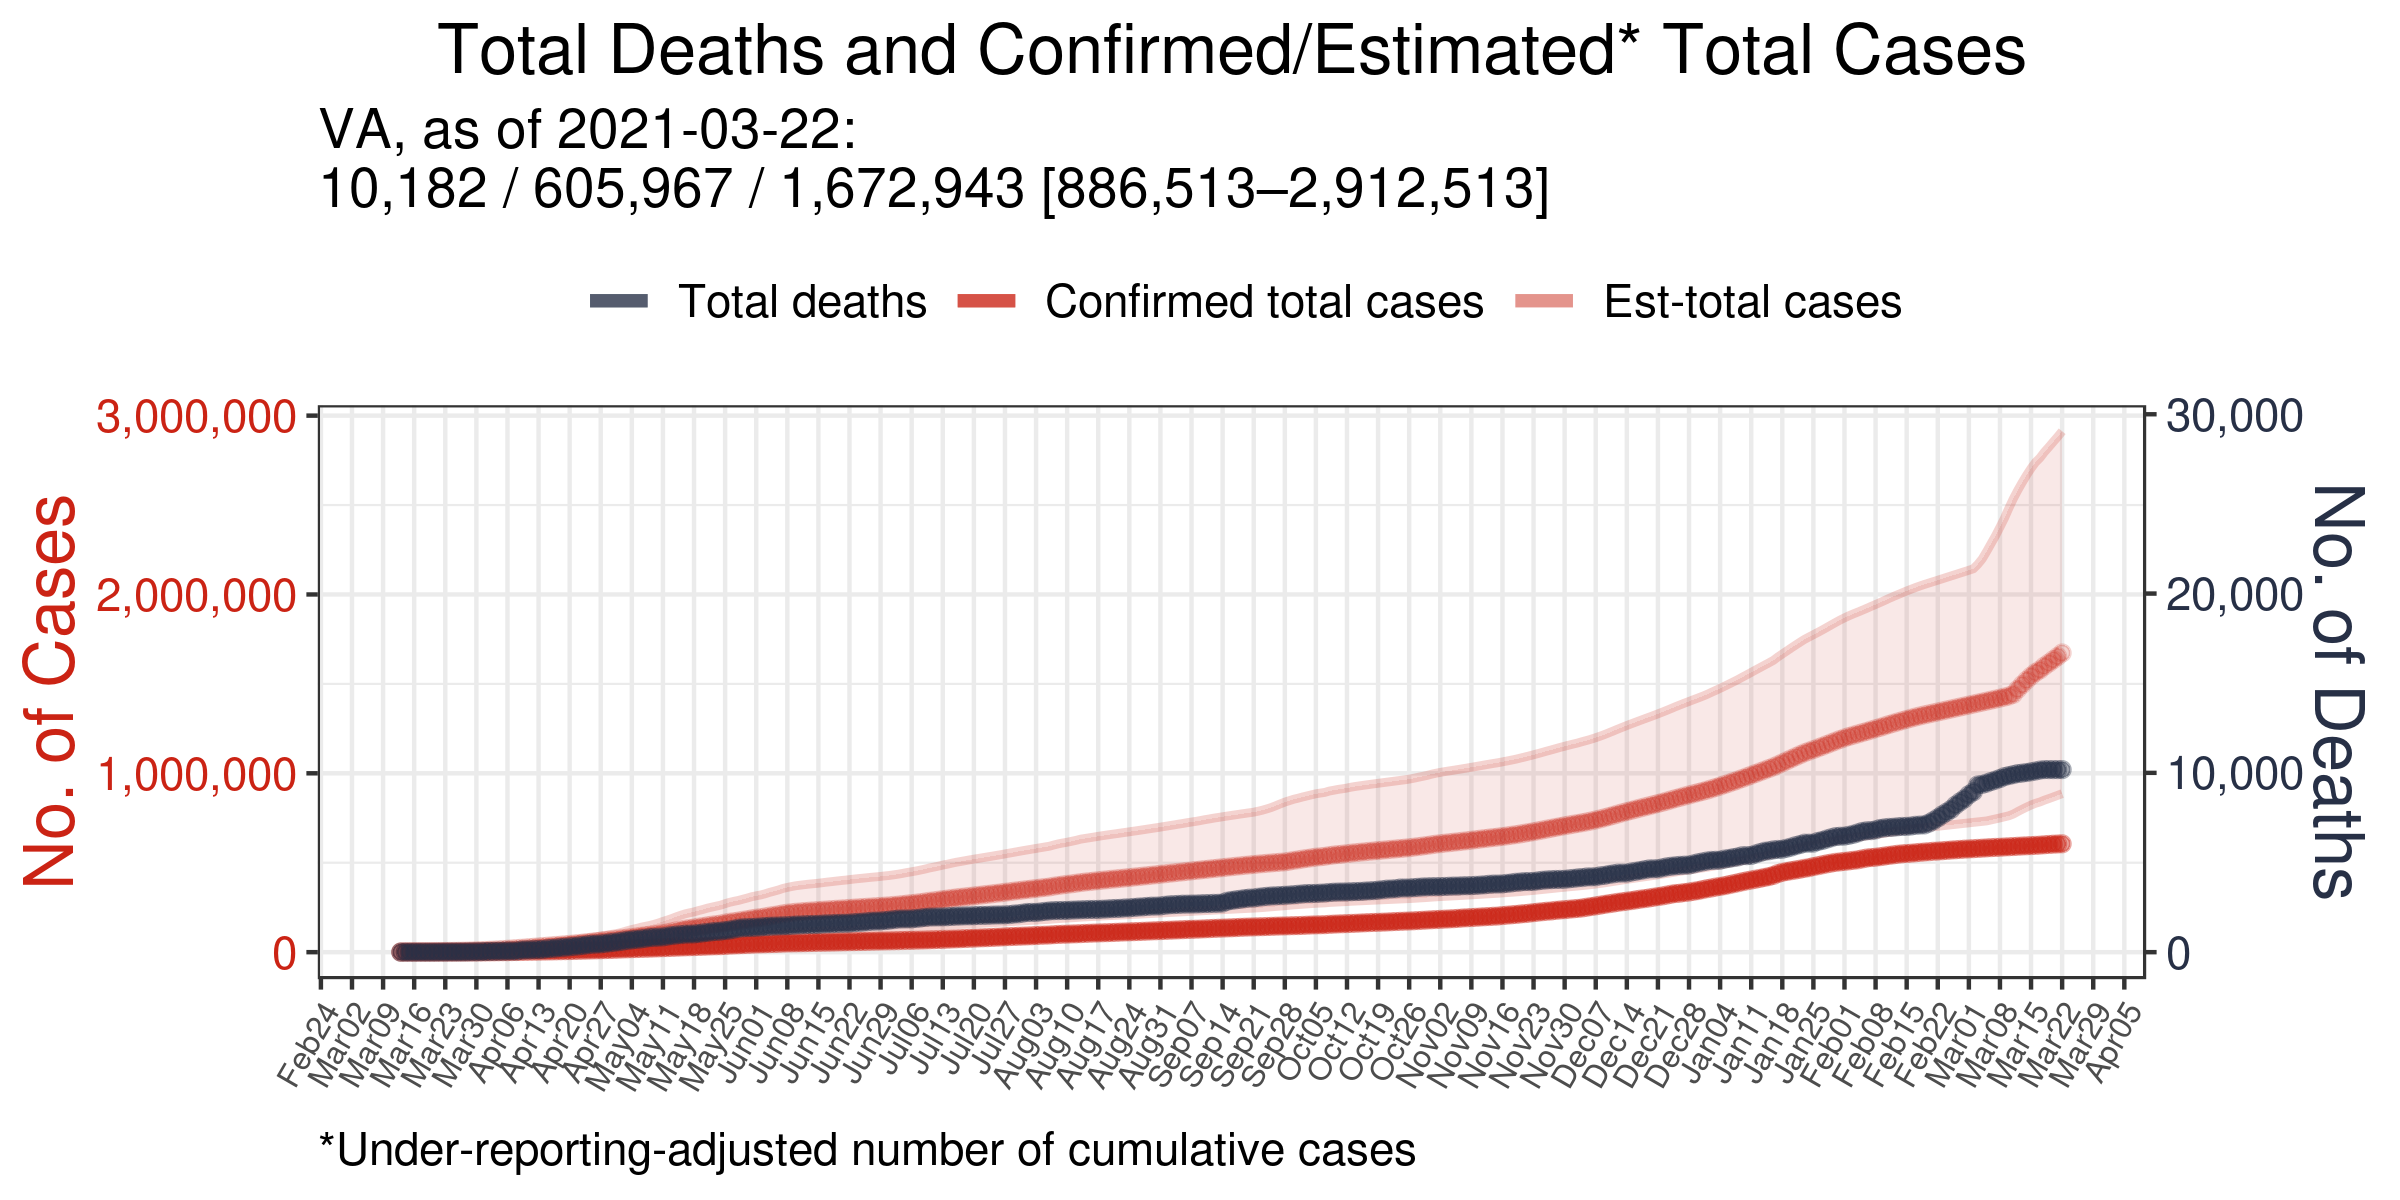 Total Deaths and Confirmed/Estimated* Total Cases
VA, as of 2021-03-22:
10,182 / 605,967 / 1,672,943 [886,513–2,912,513]
Total deaths
Confirmed total cases
Est-total cases
No. of Cases
3,000,000
2,000,000
1,000,000
0
30,000
20,000
10,000
0
No. of Deaths
Feb24
Mar02
Mar09
Mar16
Mar23
Mar30
Apr06
Apr13
Apr20
Apr27
May04
May11
May18
May25
Jun01
Jun08
Jun15
Jun22
Jun29
Jul06
Jul13
Jul20
Jul27
Aug03
Aug10
Aug17
Aug24
Aug31
Sep07
Sep14
Sep21
Sep28
Oct05
Oct12
Oct19
Oct26
Nov02
Nov09
Nov16
Nov23
Nov30
Dec07
Dec14
Dec21
Dec28
Jan04
Jan11
Jan18
Jan25
Feb01
Feb08
Feb15
Feb22
Mar01
Mar08
Mar15
Mar22
Mar29
Apr05
*Under-reporting-adjusted number of cumulative cases